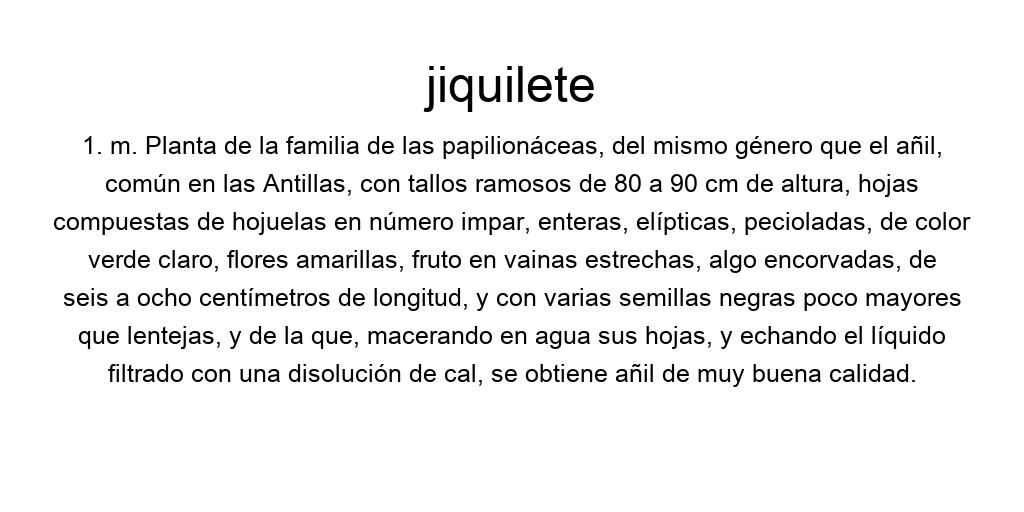 jiquilete
1. m. Planta de la familia de las papilionáceas, del mismo género que el añil,
común en las Antillas, con tallos ramosos de 80 a 90 cm de altura, hojas
compuestas de hojuelas en número impar, enteras, elípticas, pecioladas, de color
verde claro, flores amarillas, fruto en vainas estrechas, algo encorvadas, de
seis a ocho centímetros de longitud, y con varias semillas negras poco mayores
que lentejas, y de la que, macerando en agua sus hojas, y echando el líquido
filtrado con una disolución de cal, se obtiene añil de muy buena calidad.